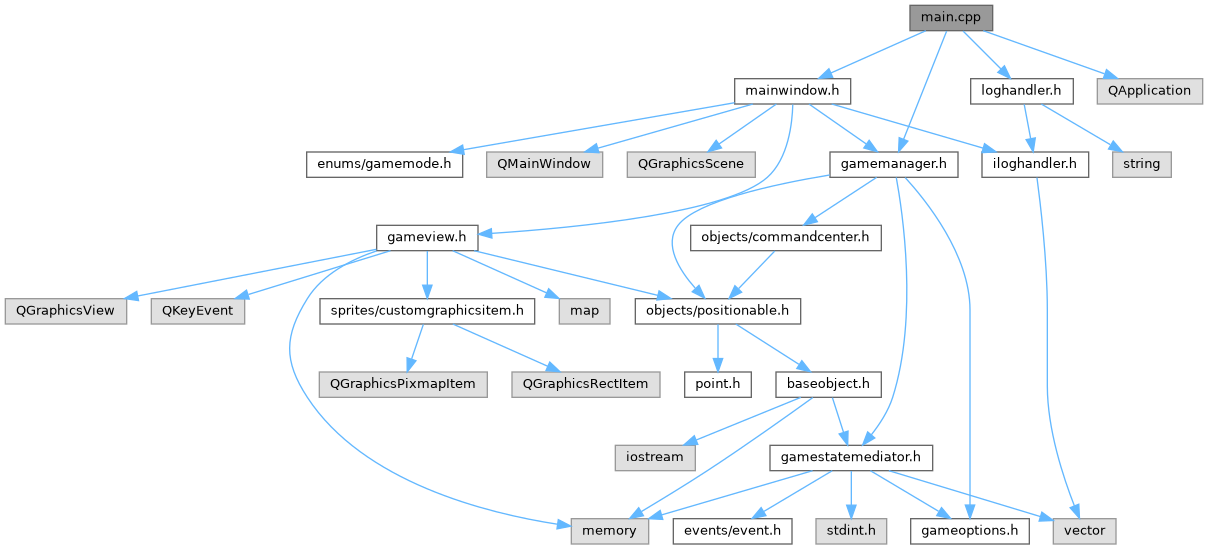 main.cpp
mainwindow.h
loghandler.h
QApplication
enums/gamemode.h
QMainWindow
QGraphicsScene
gamemanager.h
iloghandler.h
string
gameview.h
objects/commandcenter.h
QGraphicsView
QKeyEvent
sprites/customgraphicsitem.h
map
objects/positionable.h
QGraphicsPixmapItem
QGraphicsRectItem
point.h
baseobject.h
iostream
gamestatemediator.h
memory
events/event.h
stdint.h
gameoptions.h
vector